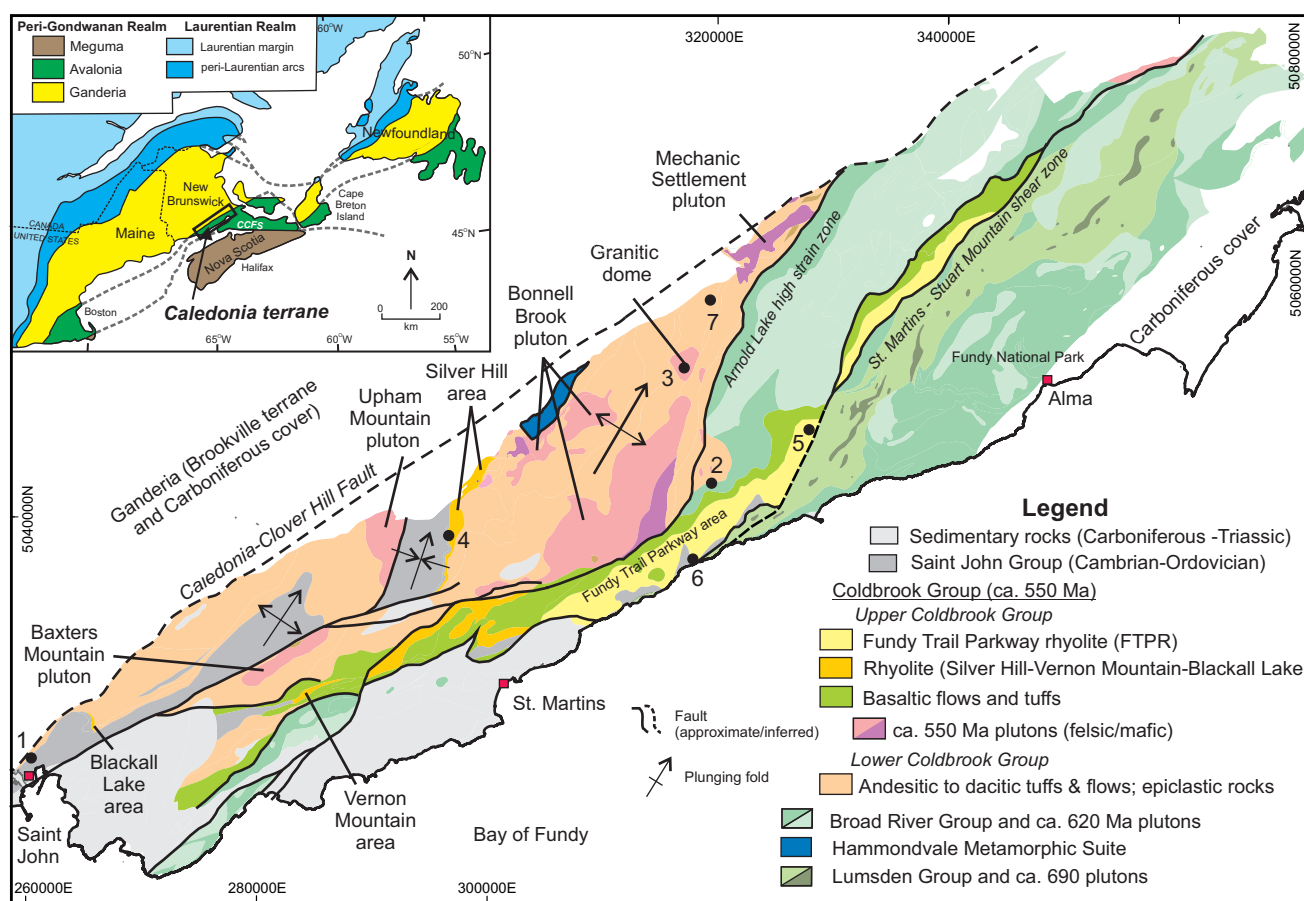 Peri-Gondwanan Realm
Meguma
Avalonia
Ganderia
Laurentian Realm
Laurentian margin
peri-Laurentian arcs
60°W
50°N
45°N
65°W
60°W
55°W
Newfoundland
New
Brunswick
Cape
Breton
Island
CANADA
UNITED STATES
Maine
CCFS
Nova Scotia
Halifax
Boston
Caledonia terrane
N
0 200
km
320000E
340000E
5080000N
5060000N
5040000N
260000E
280000E
300000E
Mechanic
Settlement
pluton
Granitic
dome
Bonnell
Brook
pluton
Silver Hill
area
Upham
Mountain
pluton
Ganderia (Brookville terrane
and Carboniferous cover)
Caledonia-Clover Hill Fault
Arnold Lake high strain zone
St. Martins - Stuart Mountain shear zone
Carboniferous cover
Fundy National Park
Alma
Fundy Trail Parkway area
Baxters
Mountain
pluton
1
2
3
4
5
6
7
Blackall
Lake
area
Saint
John
Vernon
Mountain
area
St. Martins
Bay of Fundy
Fault
(approximate/inferred)
Plunging fold
Legend
Sedimentary rocks (Carboniferous -Triassic)
Saint John Group (Cambrian-Ordovician)
Coldbrook Group (ca. 550 Ma)
Upper Coldbrook Group
Fundy Trail Parkway rhyolite (FTPR)
Rhyolite (Silver Hill-Vernon Mountain-Blackall Lake
Basaltic flows and tuffs
ca. 550 Ma plutons (felsic/mafic)
Lower Coldbrook Group
Andesitic to dacitic tuffs & flows; epiclastic rocks
Broad River Group and ca. 620 Ma plutons
Hammondvale Metamorphic Suite
Lumsden Group and ca. 690 plutons